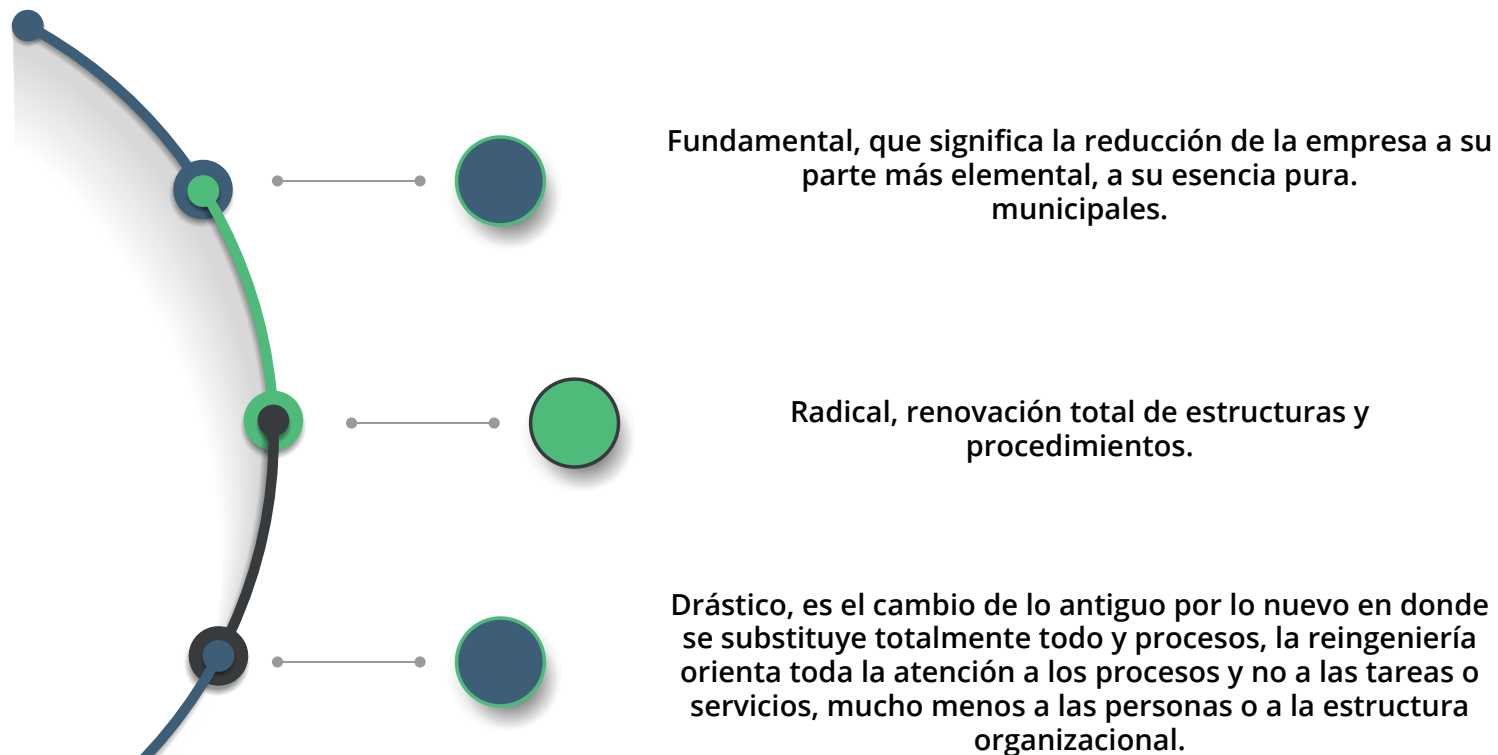 Fundamental, que significa la reducción de la empresa a su
parte más elemental, a su esencia pura.
municipales.
Radical, renovación total de estructuras y
procedimientos.
Drástico, es el cambio de lo antiguo por lo nuevo en donde
se substituye totalmente todo y procesos, la reingeniería
orienta toda la atención a los procesos y no a las tareas o
servicios, mucho menos a las personas o a la estructura
organizacional.